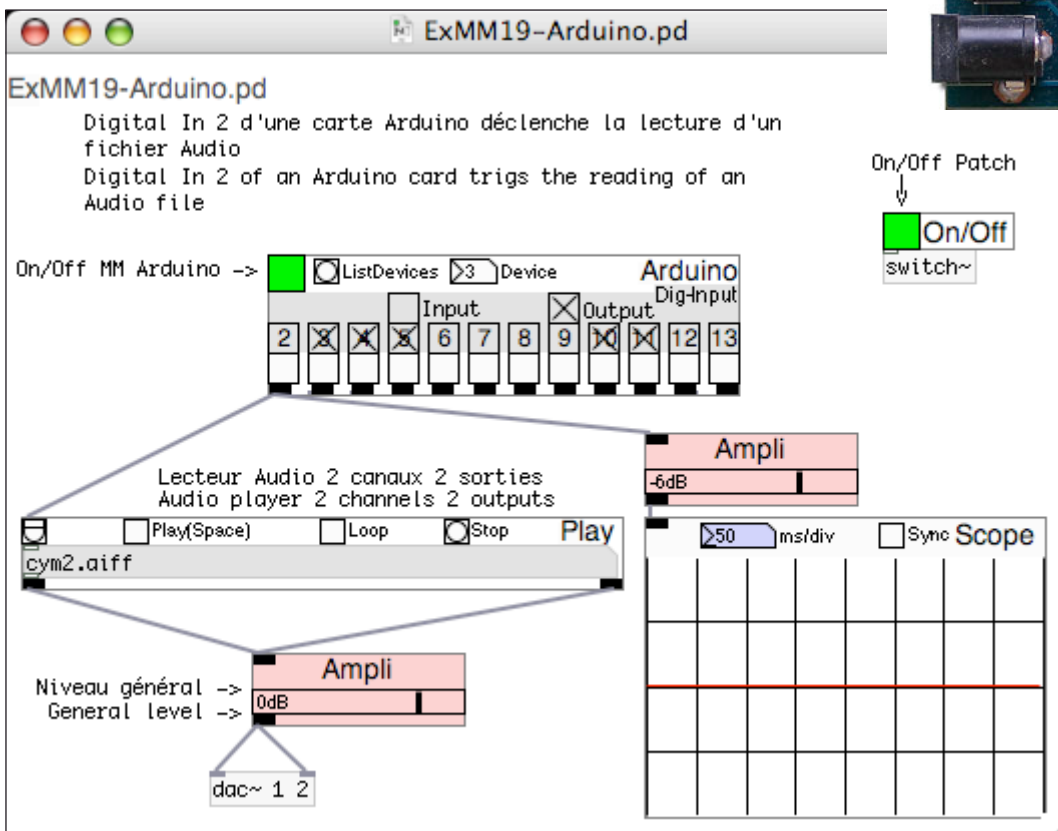 ExMM19-Arduino.pd
ExMM19-Arduino.pd
Digital In 2 d'une carte Arduino déclenche la lecture d'un
fichier Audio
Digital In 2 of an Arduino card trigs the reading of an
Audio file
On/Off Patch
On/Off
switch~
On/Off MM Arduino ->
ListDevices 3 Device Arduino
Dig-Input
Input Output
2 3 4 5 6 7 8 9 10 11 12 13
Ampli
-6dB
Lecteur Audio 2 canaux 2 sorties
Audio player 2 channels 2 outputs
Play(Space) Loop Stop Play
cym2.aiff
50 ms/div Sync Scope
Ampli
Niveau général ->
General level ->
0dB
dac~ 1 2